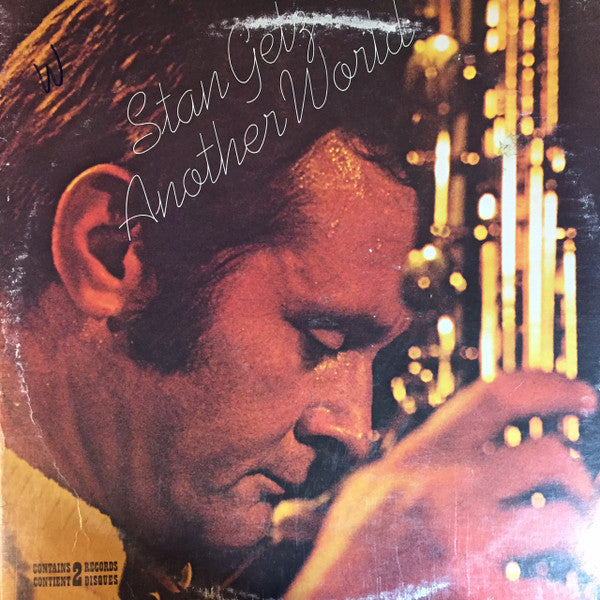 W
Stan Getz
Another World
CONTAINS 2 RECORDS
CONTIENT 2 DISQUES